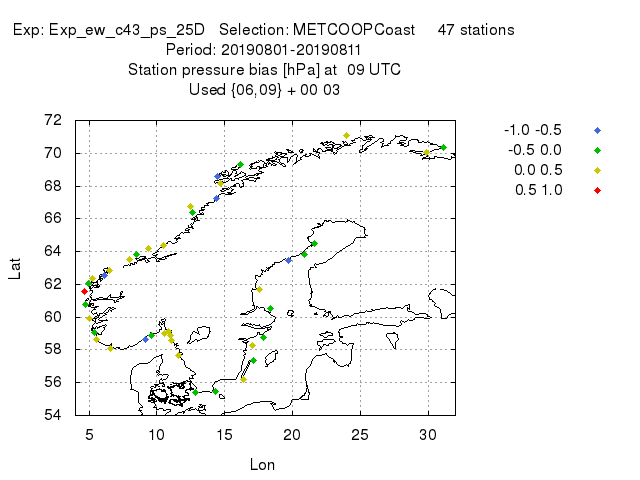 Exp: Exp_ew_c43_ps_25D Selection: METCOOPCoast 47 stations
Period: 20190801-20190811
Station pressure bias [hPa] at 09 UTC
Used {06,09} + 00 03
72
70
68
66
64
62
60
58
56
54
5 10 15 20 25 30
Lat
Lon
-1.0 -0.5
-0.5 0.0
0.0 0.5
0.5 1.0